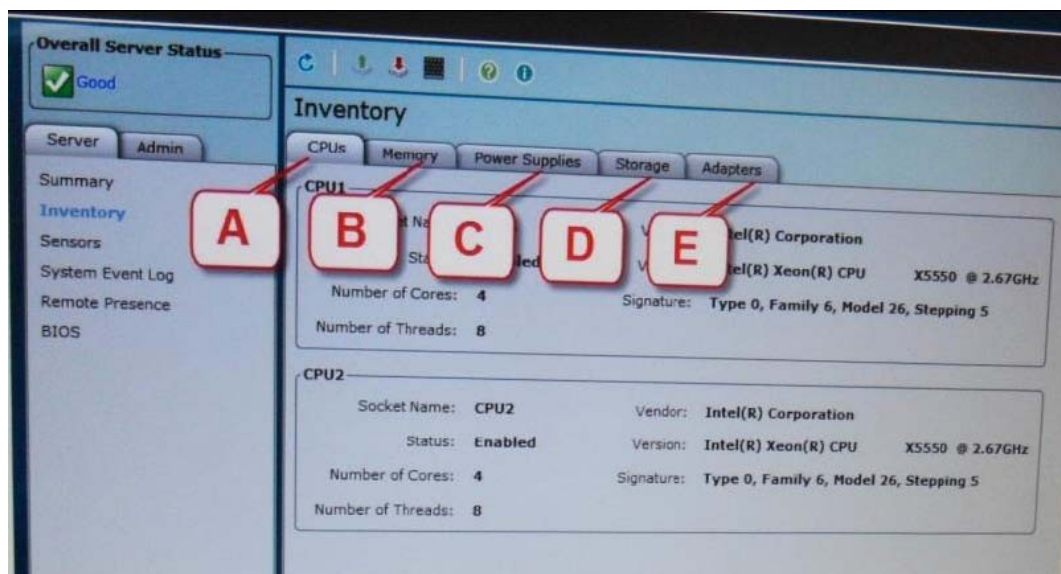 Overall Server Status
Good
Server Admin
Summary
Inventory
Sensors
System Event Log
Remote Presence
BIOS
Inventory
CPUs Memory Power Supplies Storage Adapters
A B C D E
CPU1
(R) Corporation
(R) Xeon(R) CPU X5550 @ 2.67GHz
Number of Cores: 4
Signature: Type 0, Family 6, Model 26, Stepping 5
Number of Threads: 8
CPU2
Socket Name: CPU2 Vendor: Intel(R) Corporation
Status: Enabled Version: Intel(R) Xeon(R) CPU X5550 @ 2.67GHz
Number of Cores: 4 Signature: Type 0, Family 6, Model 26, Stepping 5
Number of Threads: 8